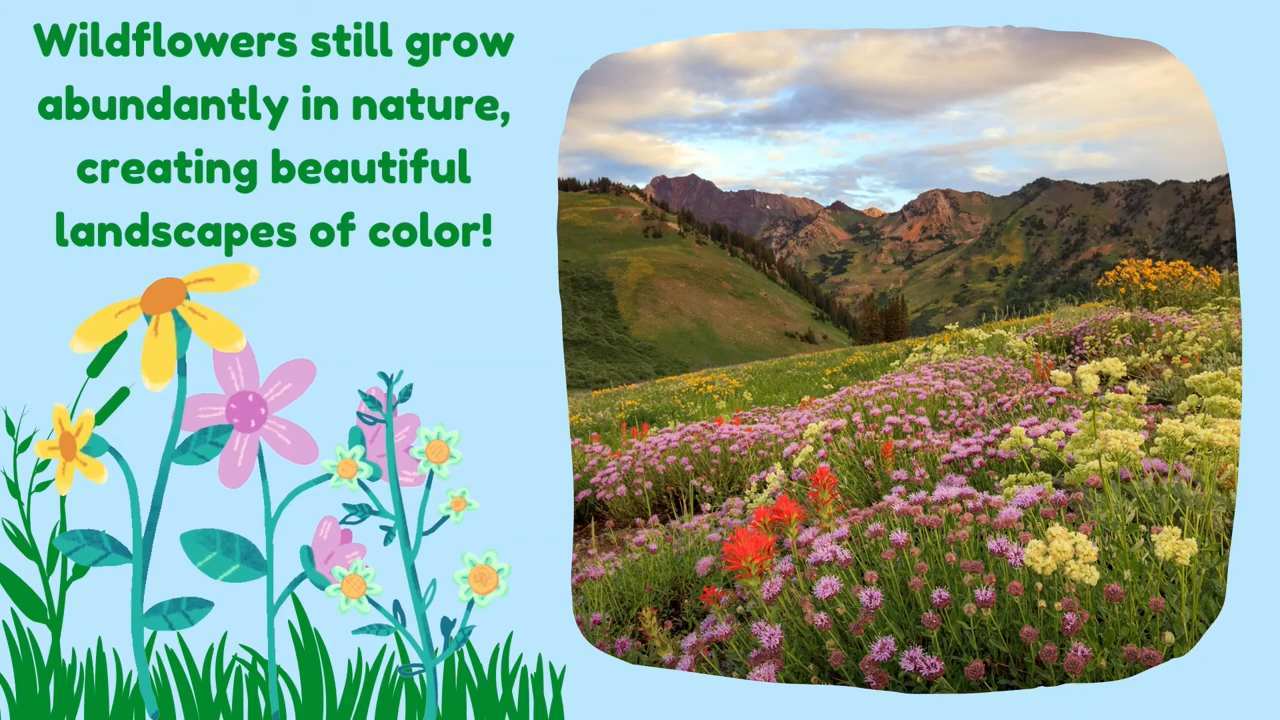 Wildflowers still grow
abundantly in nature,
creating beautiful
landscapes of color!